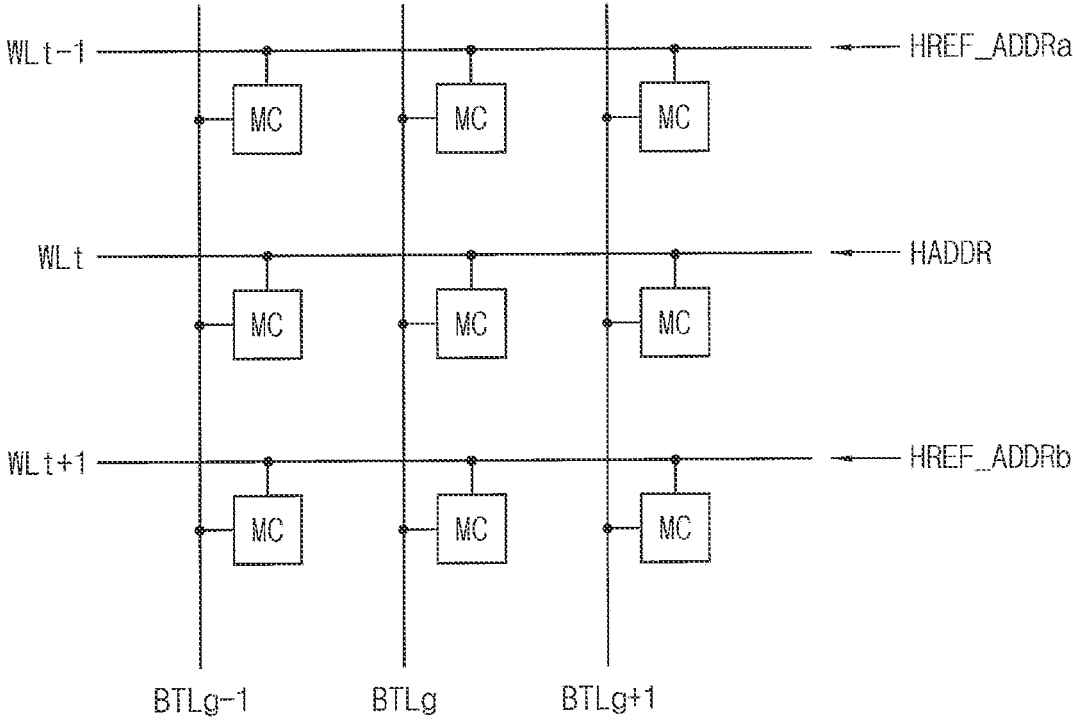 WLt-1 HREF_ADDRa
MC MC MC
WLt HADDR
MC MC MC
WLt+1 HREF_ADDRb
MC MC MC
BTLg-1 BTLg BTLg+1